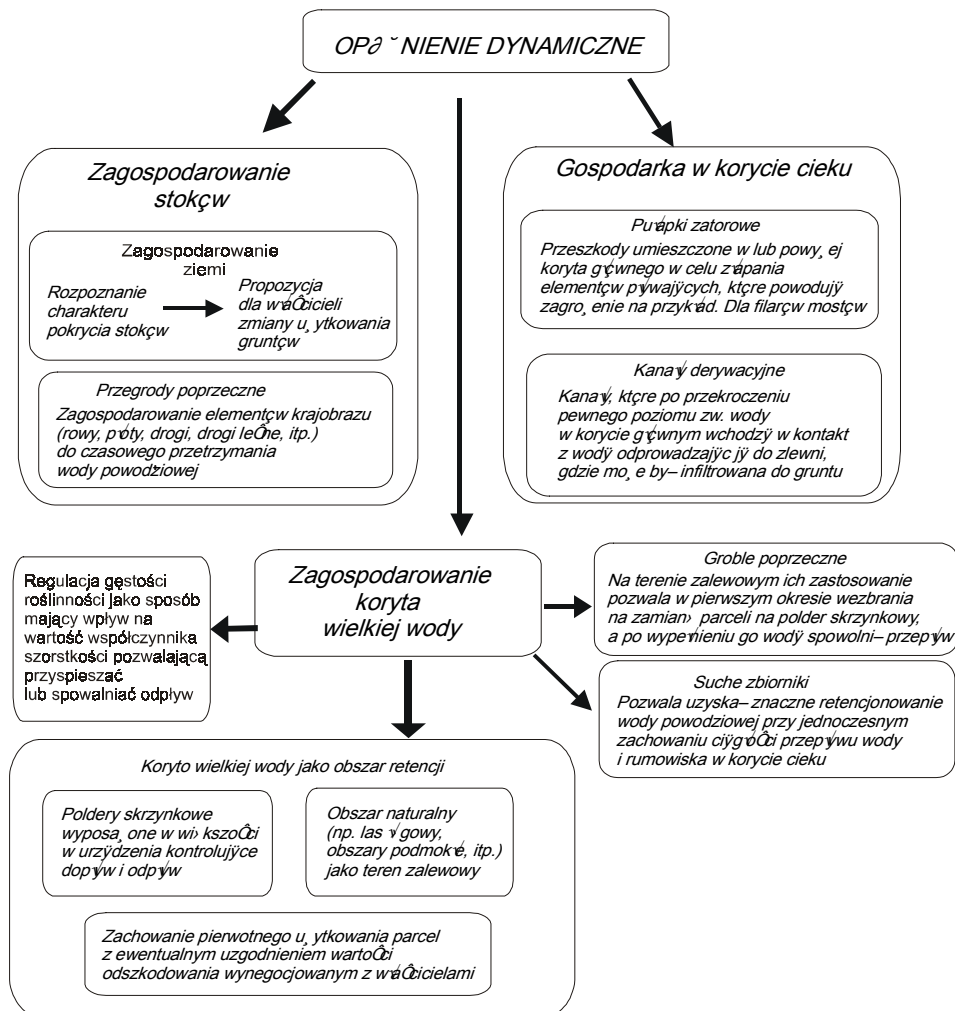 OP∂ ˘ NIENIE DYNAMICZNE
Zagospodarowanie
stokçw
Zagospodarowanie
ziemi
Rozpoznanie
charakteru
pokrycia stokçw
Propozycja
dla w√aÔcicieli
zmiany u¸ytkowania
gruntçw
Przegrody poprzeczne
Zagospodarowanie elementçw krajobrazu
(rowy, p√oty, drogi, drogi leÔne, itp.)
do czasowego przetrzymania
wody powodziowej
Gospodarka w korycie cieku
Pu√apki zatorowe
Przeszkody umieszczone w lub powy¸ej
koryta g√çwnego w celu z√apania
elementçw p√ywajÿcych, ktçre powodujÿ
zagro¸enie na przyk√ad. Dla filarçw mostçw
Kana√y derywacyjne
Kana√y, ktçre po przekroczeniu
pewnego poziomu zw. wody
w korycie g√çwnym wchodzÿ w kontakt
z wodÿ odprowadzajÿc jÿ do zlewni,
gdzie mo¸e by– infiltrowana do gruntu
Regulacja gęstości
roślinności jako sposób
mający wpływ na
wartość współczynnika
szorstkości pozwalającą
przyspieszać
lub spowalniać odpływ
Zagospodarowanie
koryta
wielkiej wody
Groble poprzeczne
Na terenie zalewowym ich zastosowanie
pozwala w pierwszym okresie wezbrania
na zamian› parceli na polder skrzynkowy,
a po wype√nieniu go wodÿ spowolni– przep√yw
Suche zbiorniki
Pozwala uzyska– znaczne retencjonowanie
wody powodziowej przy jednoczesnym
zachowaniu ciÿg√oÔci przep√ywu wody
i rumowiska w korycie cieku
Koryto wielkiej wody jako obszar retencji
Poldery skrzynkowe
wyposa¸one w wi›kszoÔci
w urzÿdzenia kontrolujÿce
dop√yw i odp√yw
Obszar naturalny
(np. las √ gowy,
obszary podmok√e, itp.)
jako teren zalewowy
Zachowanie pierwotnego u¸ytkowania parcel
z ewentualnym uzgodnieniem wartoÔci
odszkodowania wynegocjowanym z w√aÔcicielami